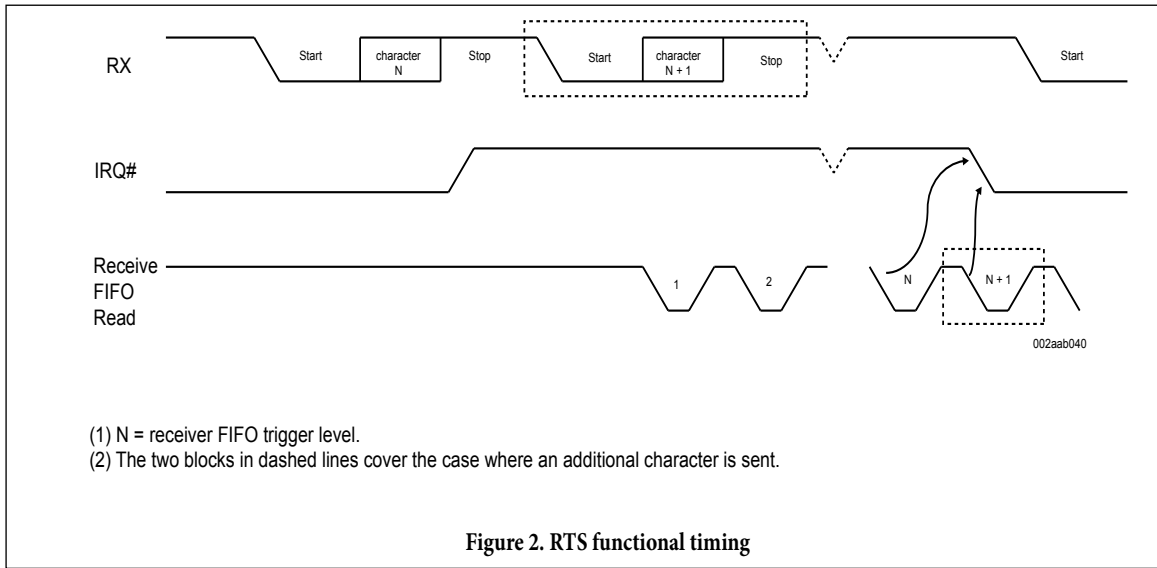 RX
Start
character
N
Stop
Start
character
N + 1
Stop
Start
IRQ#
Receive
FIFO
Read
1
2
N
N + 1
002aab040
(1) N = receiver FIFO trigger level.
(2) The two blocks in dashed lines cover the case where an additional character is sent.
Figure 2. RTS functional timing